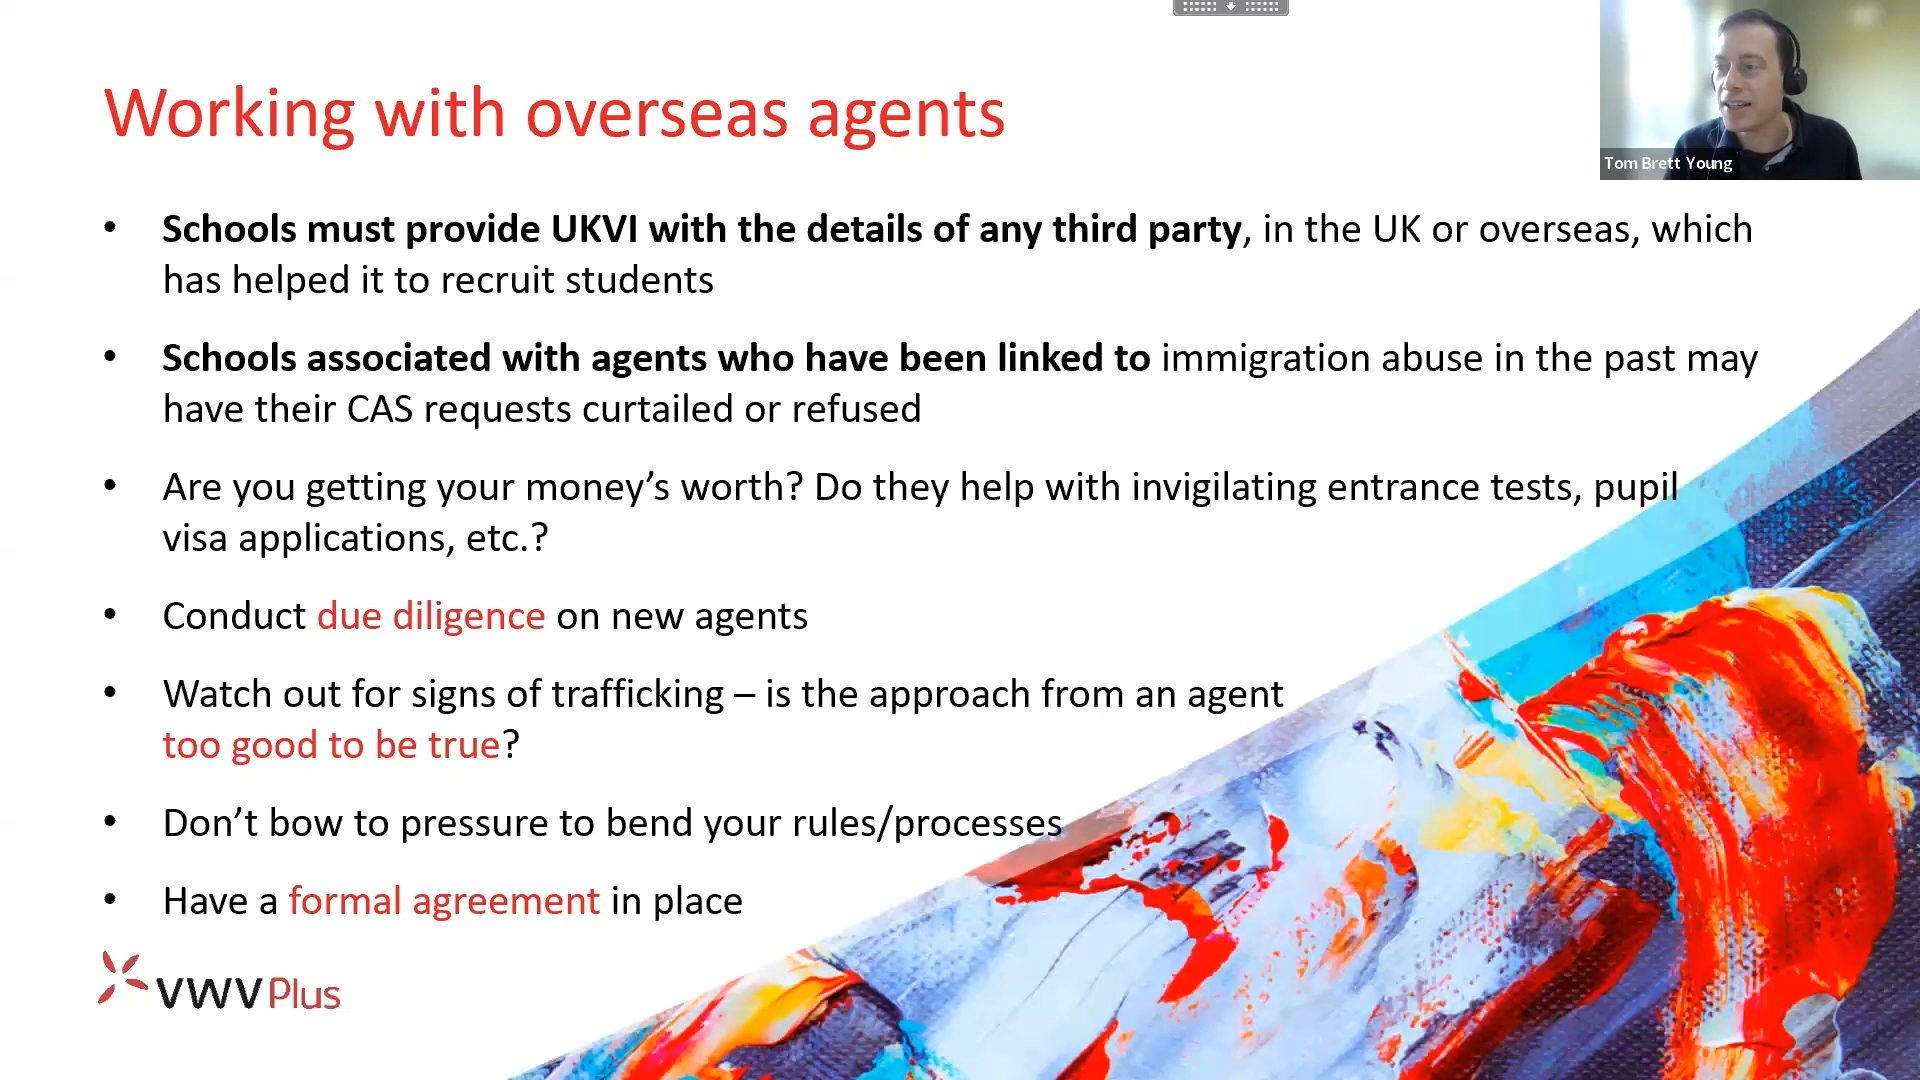 Working with overseas agents
Tom Brett Young
• Schools must provide UKVI with the details of any third party, in the UK or overseas, which
has helped it to recruit students
• Schools associated with agents who have been linked to immigration abuse in the past may
have their CAS requests curtailed or refused
• Are you getting your money’s worth? Do they help with invigilating entrance tests, pupil
visa applications, etc.?
• Conduct due diligence on new agents
• Watch out for signs of trafficking – is the approach from an agent
too good to be true?
• Don’t bow to pressure to bend your rules/processes
• Have a formal agreement in place
VWV Plus